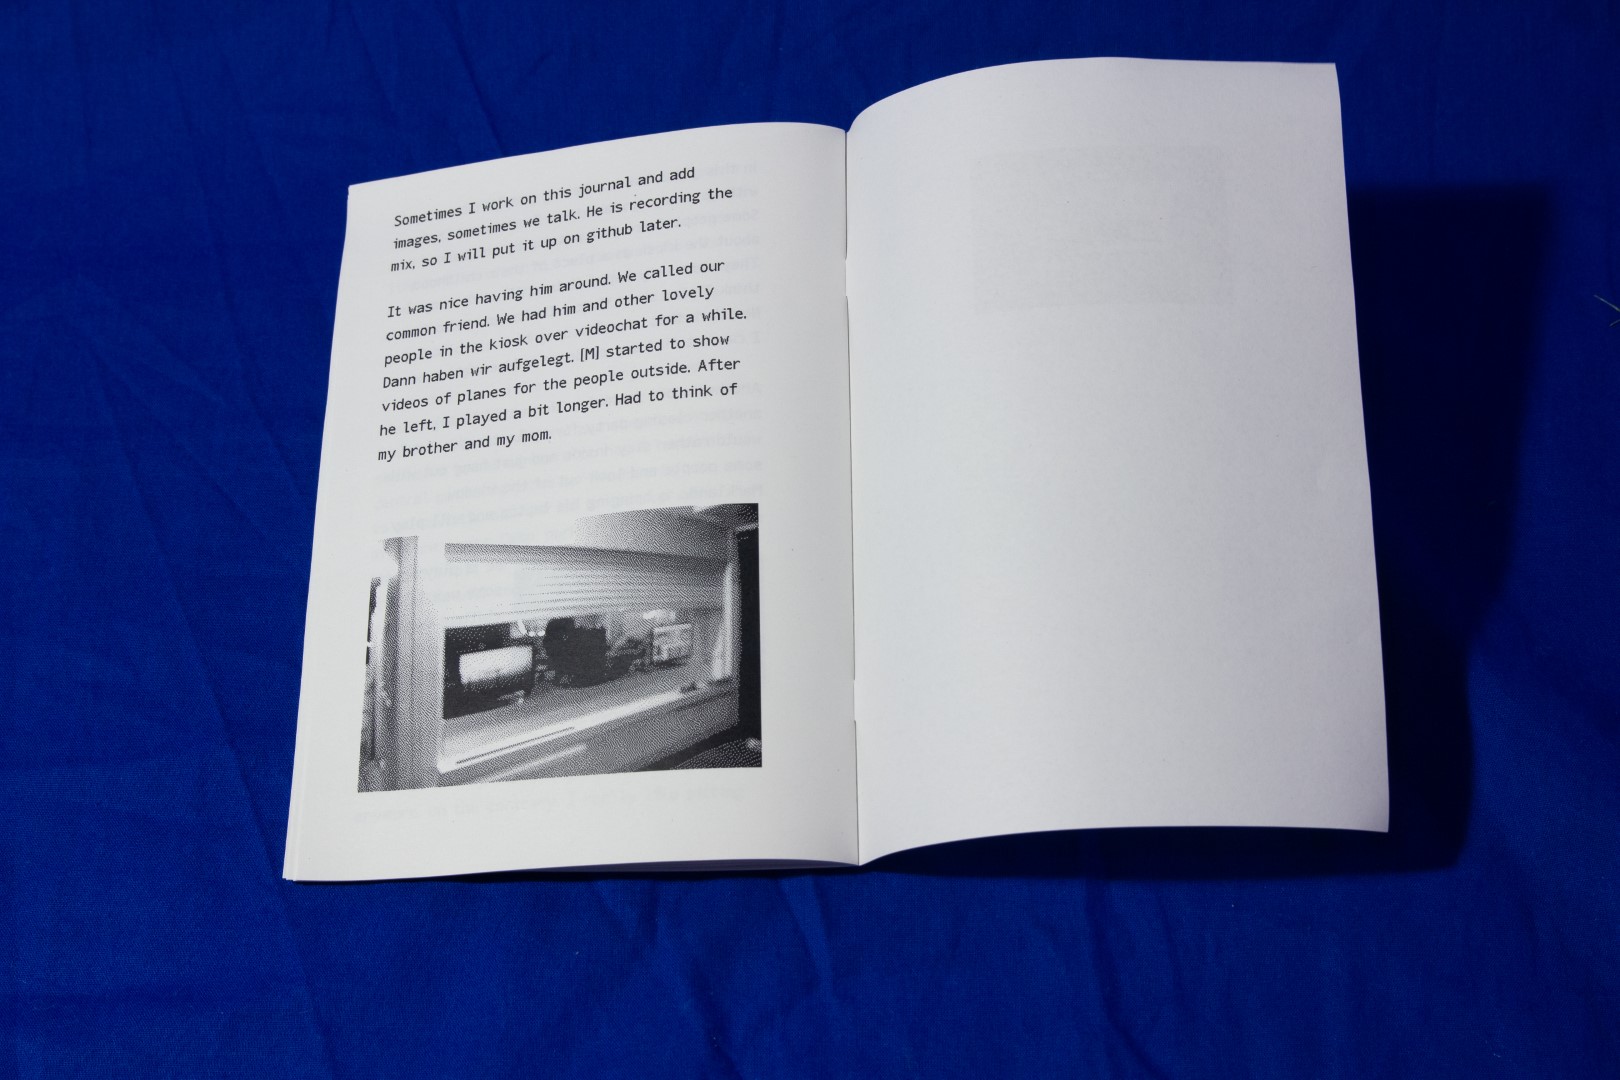 Sometimes I work on this journal and add
images, sometimes we talk. He is recording the
mix, so I will put it up on github later.
It was nice having him around. We called our
common friend. We had him and other lovely
people in the kiosk over videochat for a while.
Dann haben wir aufgelegt. [M] started to show
videos of planes for the people outside. After
he left, I played a bit longer. Had to think of
my brother and my mom.